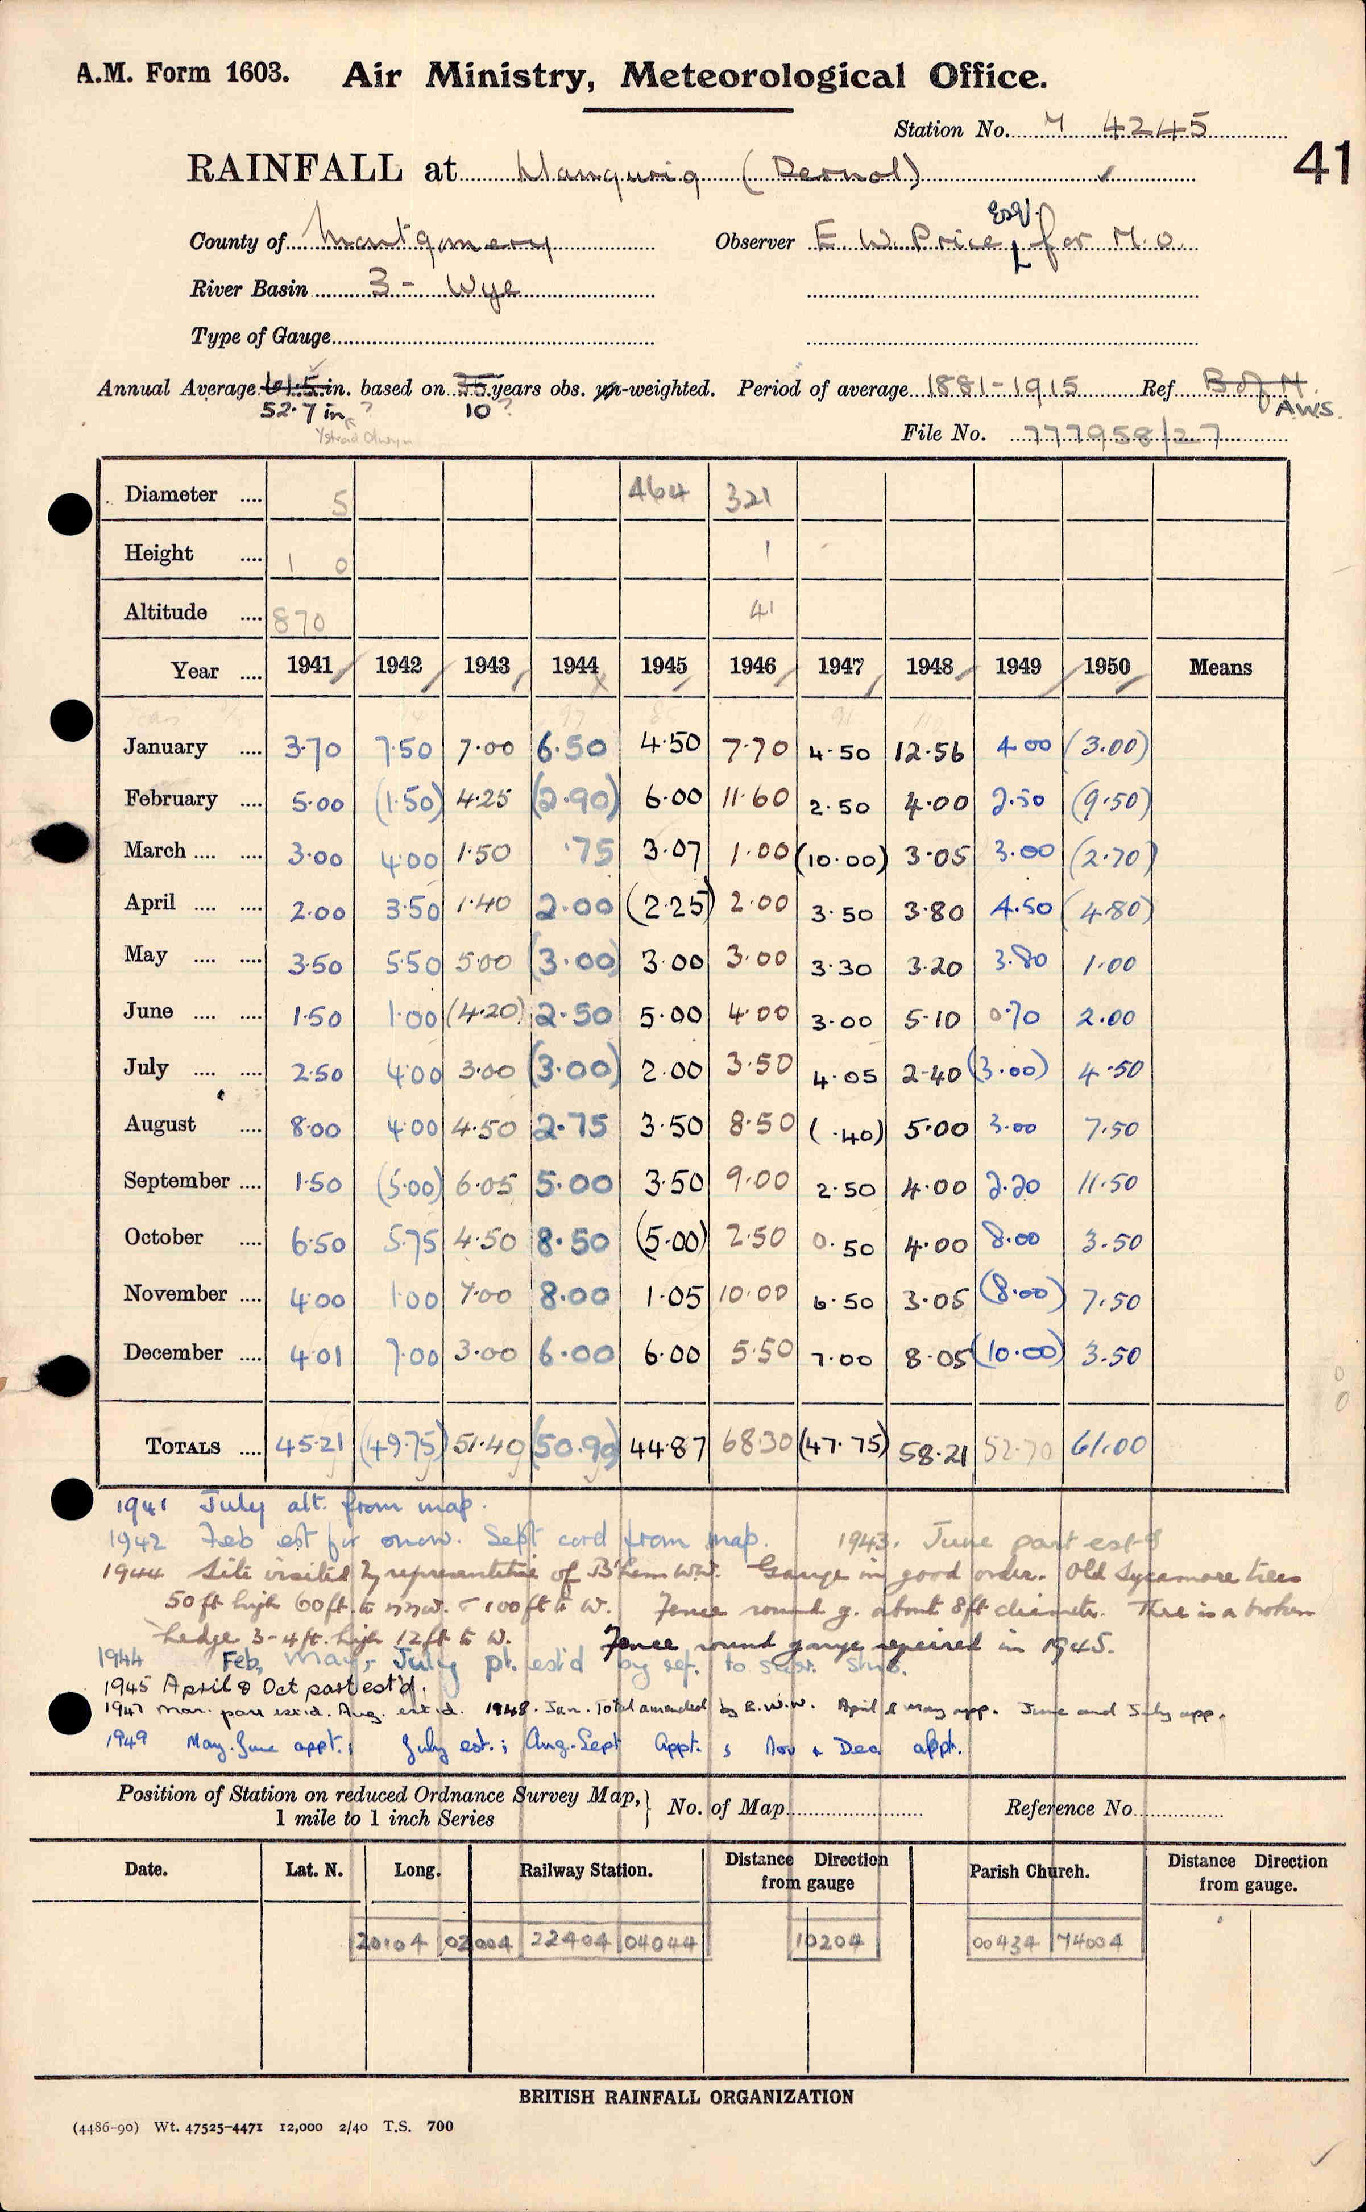 A.M. Form 1603. Air Ministry, Meteorological Office.
Station No. M 4245
41
RAINFALL at Llangurig (Dernol) ✓
County of Montgomery Observer E. W. Price, Esq. for M.O.
River Basin 3 - Wye
Type of Gauge
Annual Average 61.5 in. based on 35 years obs. un-weighted. Period of average 1881-1915 Ref B of H
52.7 in ? 10 ? A.W.S.
File No. 777958/27
Diameter .... 5 464 321
Height .... 1 0 1
Altitude .... 870 41
Year .... 1941 1942 1943 1944 1945 1946 1947 1948 1949 1950 Means
January .... 3.70 7.50 7.00 6.50 4.50 7.70 4.50 12.56 4.00 (3.00)
February .... 5.00 (1.50) 4.25 (2.90) 6.00 11.60 2.50 4.00 2.50 (9.50)
March .... .... 3.00 4.00 1.50 .75 3.07 1.00 (10.00) 3.05 3.00 (2.70)
April .... .... 2.00 3.50 1.40 2.00 (2.25) 2.00 3.50 3.80 4.50 (4.80)
May .... .... 3.50 5.50 5.00 (3.00) 3.00 3.00 3.30 3.20 3.80 1.00
June .... .... 1.50 1.00 (4.20) 2.50 5.00 4.00 3.00 5.10 0.70 2.00
July .... .... 2.50 4.00 3.00 (3.00) 2.00 3.50 4.05 2.40 (3.00) 4.50
August .... 8.00 4.00 4.50 2.75 3.50 8.50 (.40) 5.00 3.00 7.50
September .... 1.50 (5.00) 6.05 5.00 3.50 9.00 2.50 4.00 2.20 11.50
October .... 6.50 5.75 4.50 8.50 (5.00) 2.50 0.50 4.00 8.00 3.50
November .... 4.00 1.00 7.00 8.00 1.05 10.00 6.50 3.05 (8.00) 7.50
December .... 4.01 7.00 3.00 6.00 6.00 5.50 7.00 8.05 (10.00) 3.50
TOTALS .... 45.21 (49.75) 51.40 (50.90) 44.87 68.30 (47.75) 58.21 52.70 61.00
1941 July alt. from map.
1942 Feb est for snow. Sept card from map. 1943. June part est'd
1944 Site visited by representative of B'ham W.W. Gauge in good order. Old Sycamore trees
50 ft high 60 ft. to NNW. & 100 ft to W. Fence round g. about 8ft diameter. There is a broken
hedge 3-4 ft. high 12 ft to W. Fence round gauge repaired in 1945.
1944 Feb, May, July pt. est'd by ref. to surr. stns.
1945 April & Oct part est'd.
1947 Mar. part est.d. Aug. est.d. 1948. Jan. Total amended by E.W.W. April & May app. June and July app.
1949 May. June appt.; July est.; Aug. Sept Appt. ; Nov & Dec. appt.
Position of Station on reduced Ordnance Survey Map, 1 mile to 1 inch Series } No. of Map Reference No.
Date. Lat. N. Long. Railway Station. Distance Direction from gauge Parish Church. Distance Direction from gauge.
20104 02004 22404 04044 10204 00434 74004
BRITISH RAINFALL ORGANIZATION
(4486-90) Wt. 47525-4471 12,000 2/40 T.S. 700